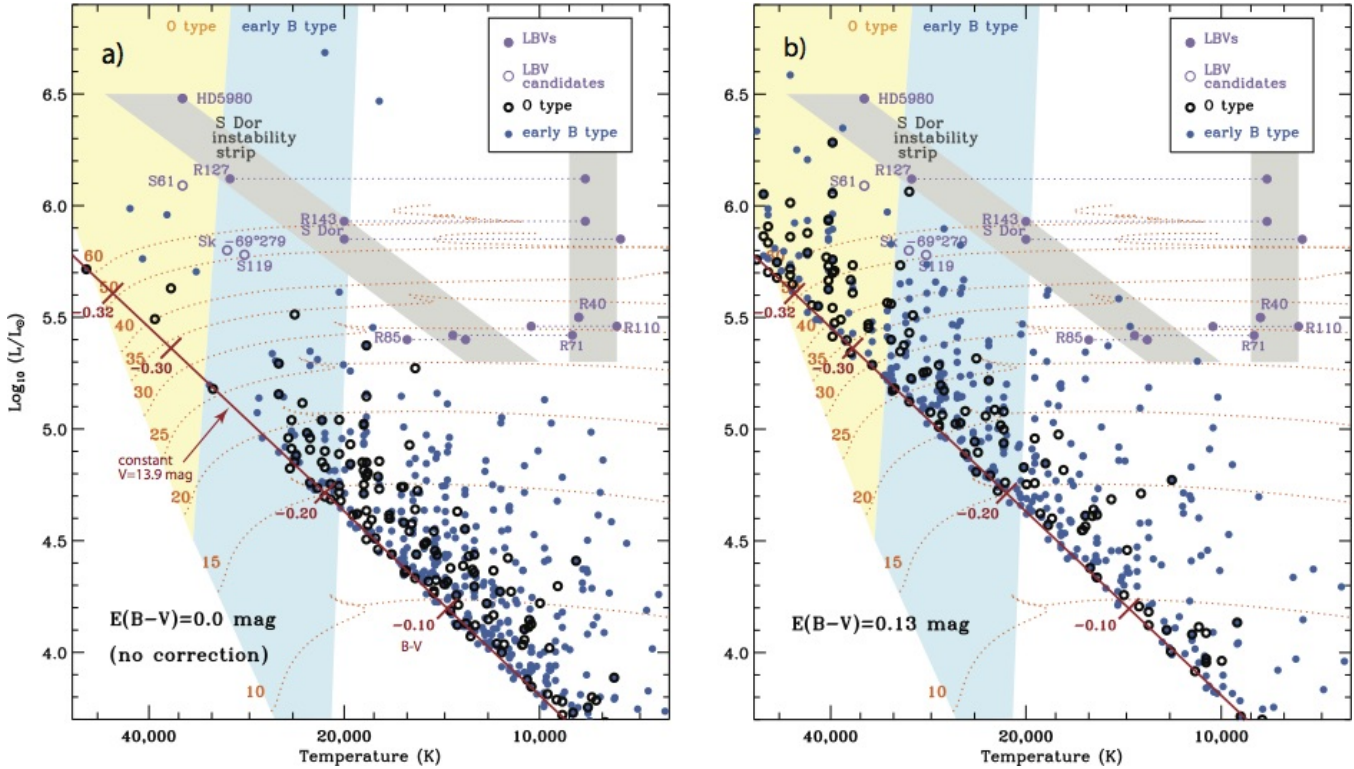 a)
O type
early B type
LBVs
LBV
candidates
O type
early B type
HD5980
S Dor
instability
strip
R127
S61
R143
S Dor
Sk −69°279
S119
R85
R40
R110
R71
60
50
−0.32
40
35
−0.30
30
25
constant
V=13.9 mag
20
−0.20
15
−0.10
B-V
10
E(B−V)=0.0 mag
(no correction)
6.5
6.0
5.5
5.0
4.5
4.0
Log₁₀ (L/L⊙)
40,000
20,000
10,000
Temperature (K)
b)
O type
early B type
LBVs
LBV
candidates
O type
early B type
HD5980
S Dor
instability
strip
R127
S61
R143
S Dor
−69°279
S119
R85
R40
R110
R71
−0.32
40
35
−0.30
30
25
20
−0.20
15
−0.10
10
E(B−V)=0.13 mag
6.5
6.0
5.5
5.0
4.5
4.0
40,000
20,000
10,000
Temperature (K)